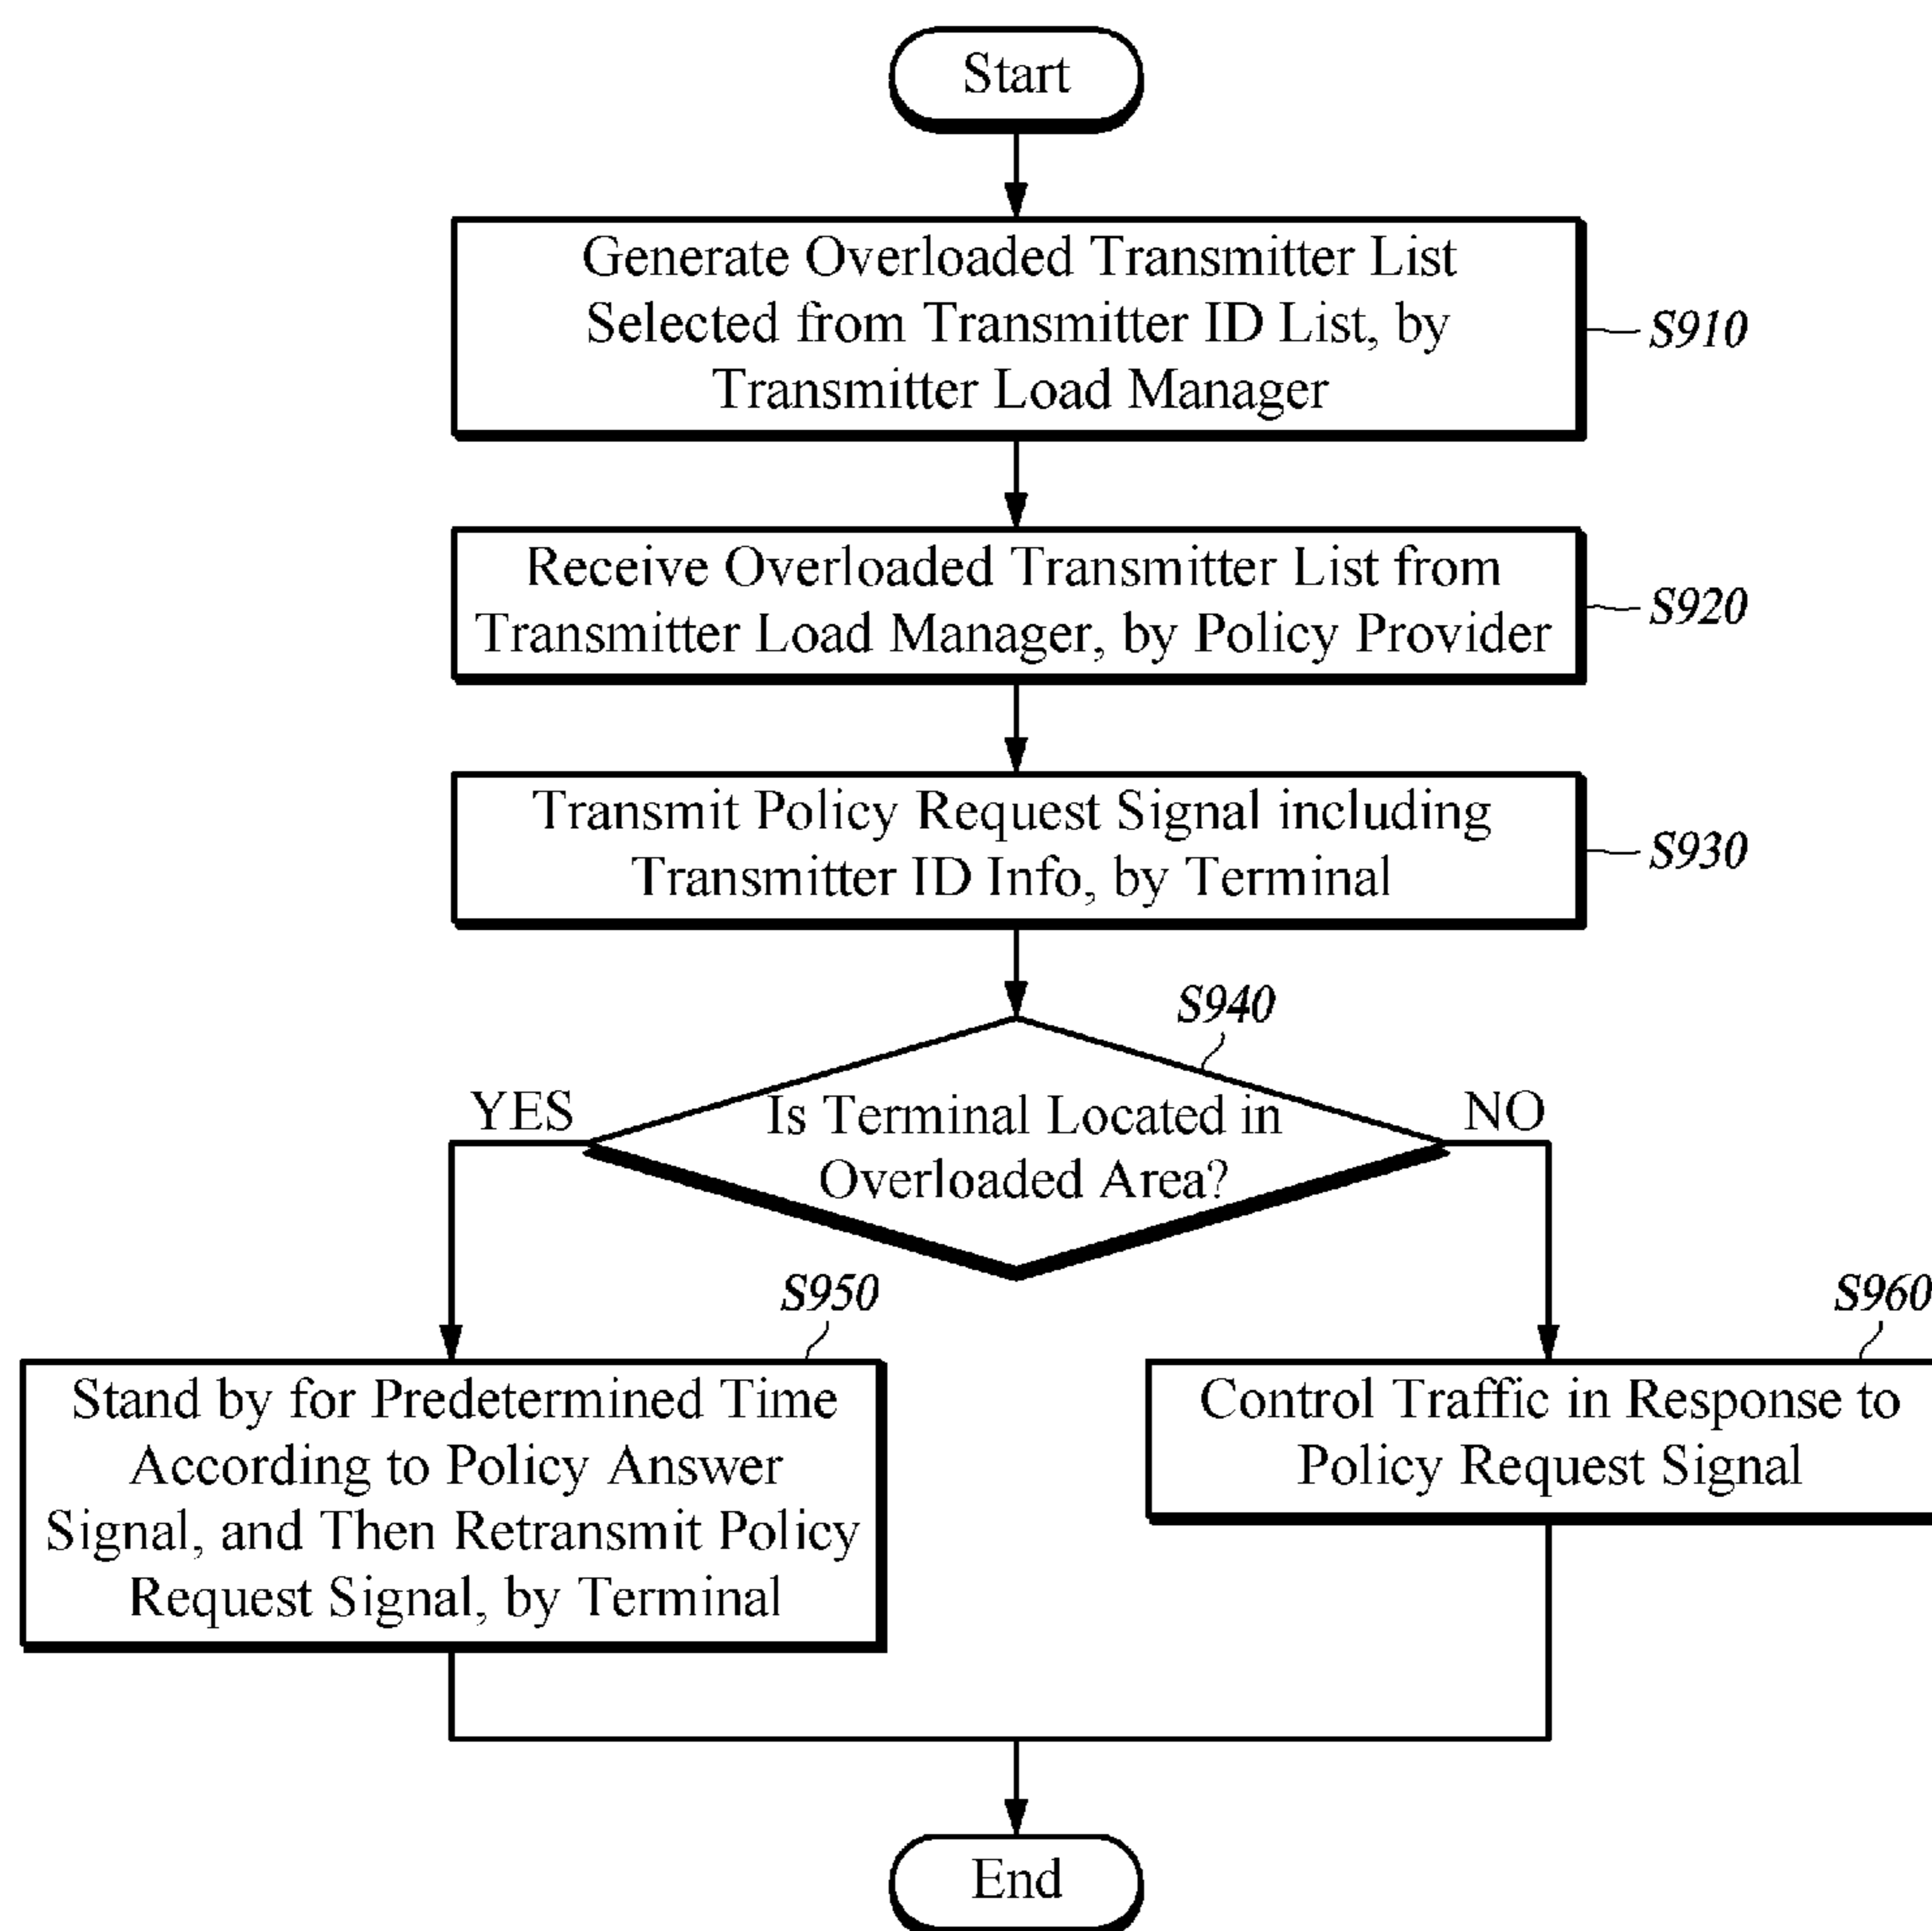 Start
Generate Overloaded Transmitter List
Selected from Transmitter ID List, by
Transmitter Load Manager
S910
Receive Overloaded Transmitter List from
Transmitter Load Manager, by Policy Provider
S920
Transmit Policy Request Signal including
Transmitter ID Info, by Terminal
S930
S940
YES
Is Terminal Located in
Overloaded Area?
NO
S950
Stand by for Predetermined Time
According to Policy Answer
Signal, and Then Retransmit Policy
Request Signal, by Terminal
S960
Control Traffic in Response to
Policy Request Signal
End